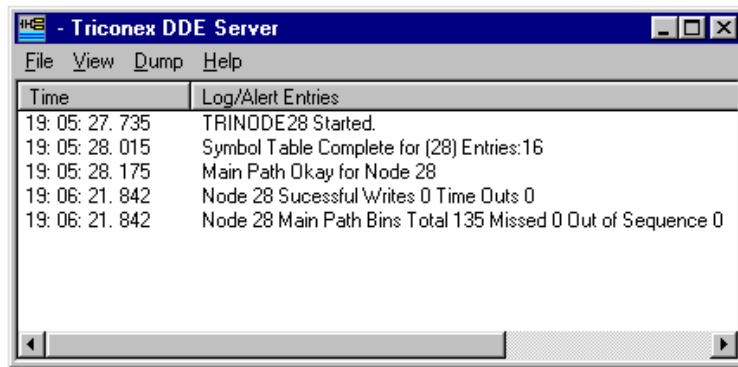 - Triconex DDE Server
File View Dump Help
Time Log/Alert Entries
19: 05: 27. 735 TRINODE28 Started.
19: 05: 28. 015 Symbol Table Complete for (28) Entries:16
19: 05: 28. 175 Main Path Okay for Node 28
19: 06: 21. 842 Node 28 Sucessful Writes 0 Time Outs 0
19: 06: 21. 842 Node 28 Main Path Bins Total 135 Missed 0 Out of Sequence 0